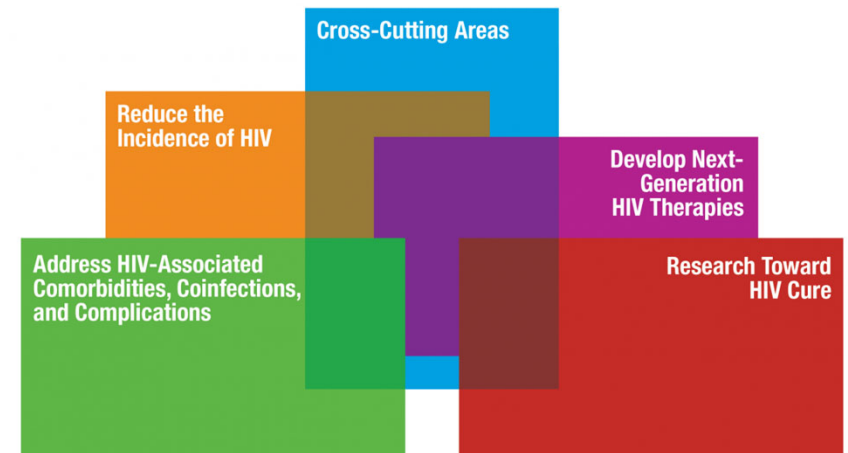 Cross-Cutting Areas
Reduce the
Incidence of HIV
Develop Next-
Generation
HIV Therapies
Address HIV-Associated
Comorbidities, Coinfections,
and Complications
Research Toward
HIV Cure